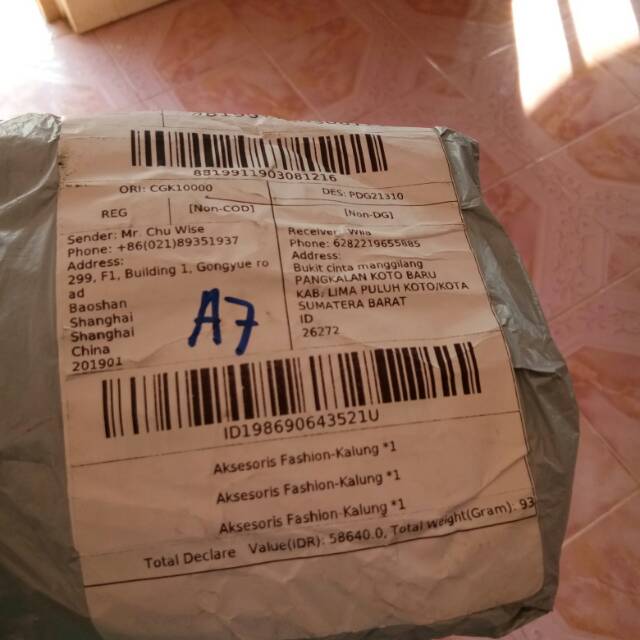 8819911903081216
ORI: CGK10000
DES: PDG21310
REG
[Non-COD]
[Non-DG]
Sender: Mr. Chu Wise
Phone: +86(021)89351937
Address:
299, F1, Building 1, Gongyue ro
ad
Baoshan
Shanghai
Shanghai
China
201901
Receiver: Wila
Phone: 6282219655885
Address:
Bukit cinta manggilang
PANGKALAN KOTO BARU
KAB. LIMA PULUH KOTO/KOTA
SUMATERA BARAT
ID
26272
A7
ID198690643521U
Aksesoris Fashion-Kalung *1
Aksesoris Fashion-Kalung *1
Aksesoris Fashion-Kalung *1
Total Declare Value(IDR): 58640.0, Total Weight(Gram): 93